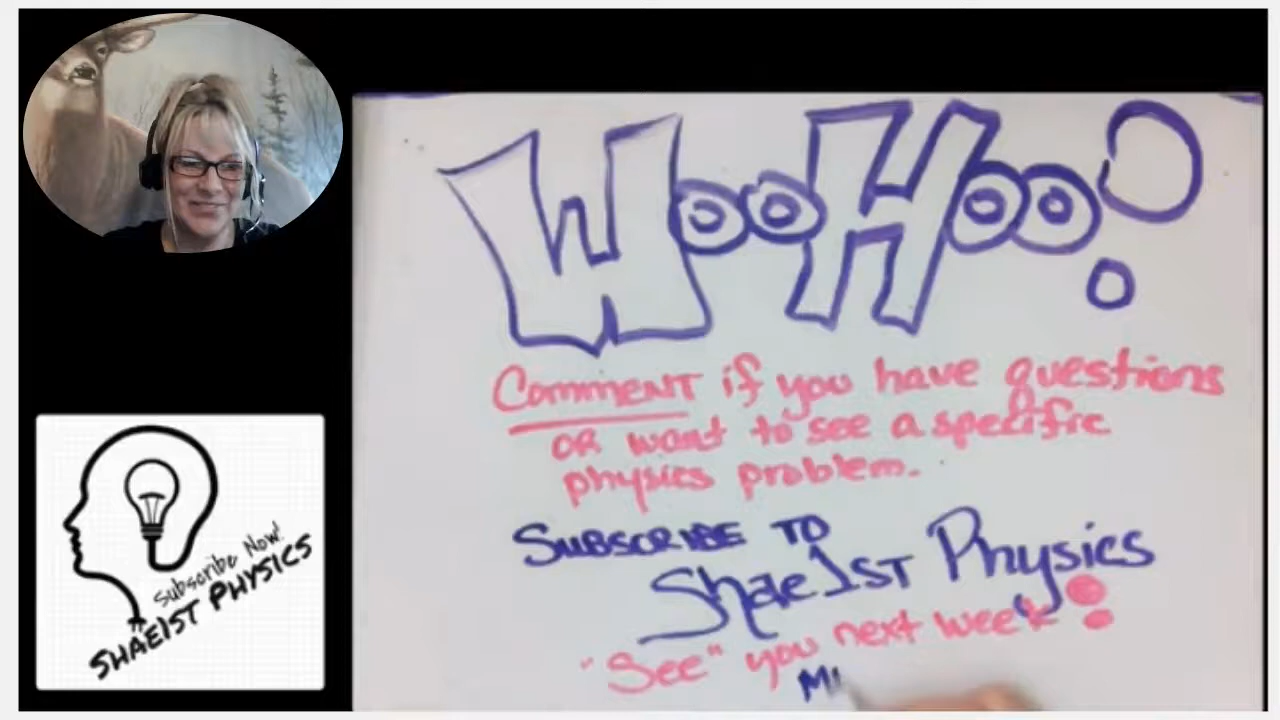 WooHoo!
Comment if you have questions
or want to see a specific
physics problem.
Subscribe to
Shae1st Physics
"See" you next week!
Subscribe Now!
SHAE1ST PHYSICS